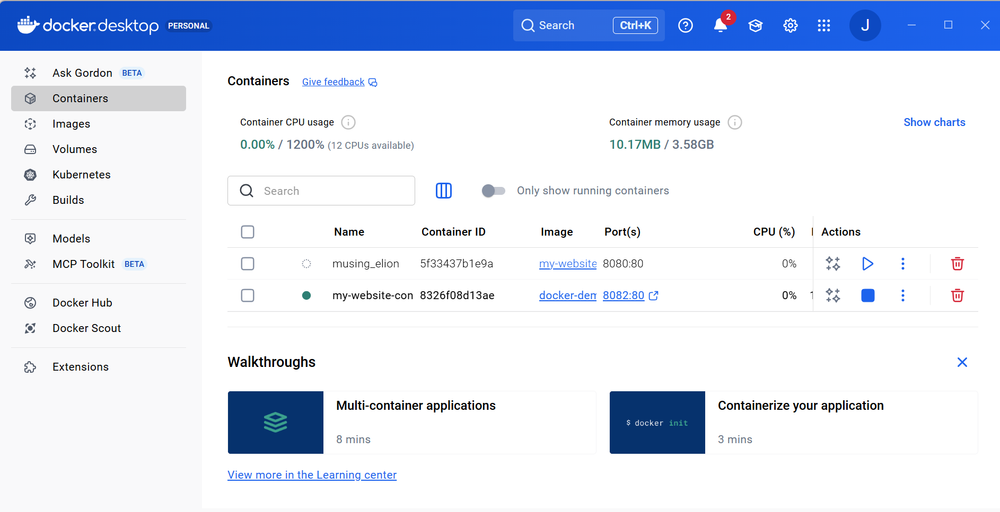 docker desktop PERSONAL
Search Ctrl+K
2
J
Ask Gordon BETA
Containers
Images
Volumes
Kubernetes
Builds
Models
MCP Toolkit BETA
Docker Hub
Docker Scout
Extensions
Containers Give feedback
Container CPU usage
0.00% / 1200% (12 CPUs available)
Container memory usage
10.17MB / 3.58GB
Show charts
Search
Only show running containers
Name Container ID Image Port(s) CPU (%) Actions
musing_elion 5f33437b1e9a my-website 8080:80 0%
my-website-con 8326f08d13ae docker-dem 8082:80 0%
Walkthroughs
Multi-container applications
8 mins
$ docker init
Containerize your application
3 mins
View more in the Learning center